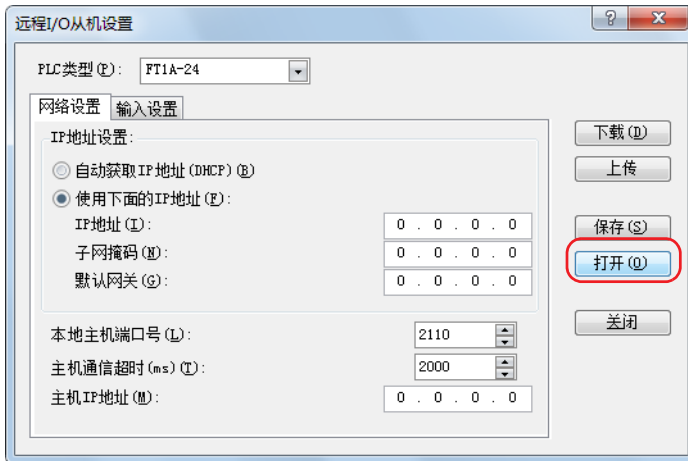 远程I/O从机设置
PLC类型(P): FT1A-24
网络设置 输入设置
IP地址设置:
自动获取IP地址(DHCP)(B)
使用下面的IP地址(F):
IP地址(I): 0 . 0 . 0 . 0
子网掩码(N): 0 . 0 . 0 . 0
默认网关(G): 0 . 0 . 0 . 0
本地主机端口号(L): 2110
主机通信超时(ms)(T): 2000
主机IP地址(M): 0 . 0 . 0 . 0
下载(D)
上传
保存(S)
打开(O)
关闭